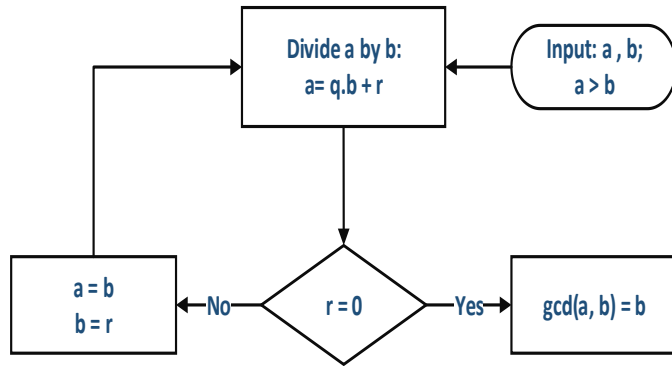 Divide a by b:
a= q.b + r
Input: a , b;
a > b
a = b
b = r
No
r = 0
Yes
gcd(a, b) = b